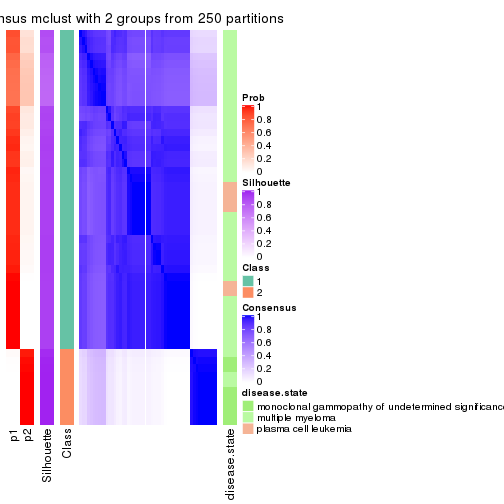 nsus mclust with 2 groups from 250 partitions
Prob
1
0.8
0.6
0.4
0.2
0
Silhouette
1
0.8
0.6
0.4
0.2
0
Class
1
2
Consensus
1
0.8
0.6
0.4
0.2
0
disease.state
monoclonal gammopathy of undetermined significance
multiple myeloma
plasma cell leukemia
p1
p2
Silhouette
Class
disease.state